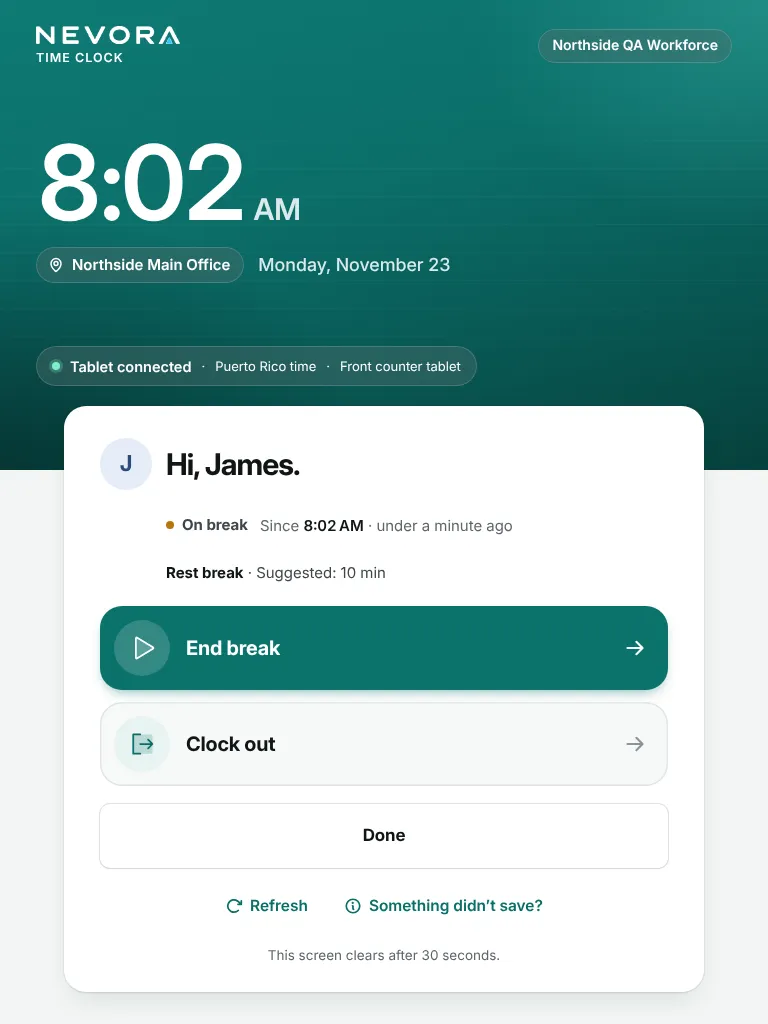 NEVORA
TIME CLOCK
Northside QA Workforce
8:02 AM
Northside Main Office
Monday, November 23
Tablet connected · Puerto Rico time · Front counter tablet
J
Hi, James.
On break Since 8:02 AM · under a minute ago
Rest break · Suggested: 10 min
End break
Clock out
Done
Refresh
Something didn’t save?
This screen clears after 30 seconds.